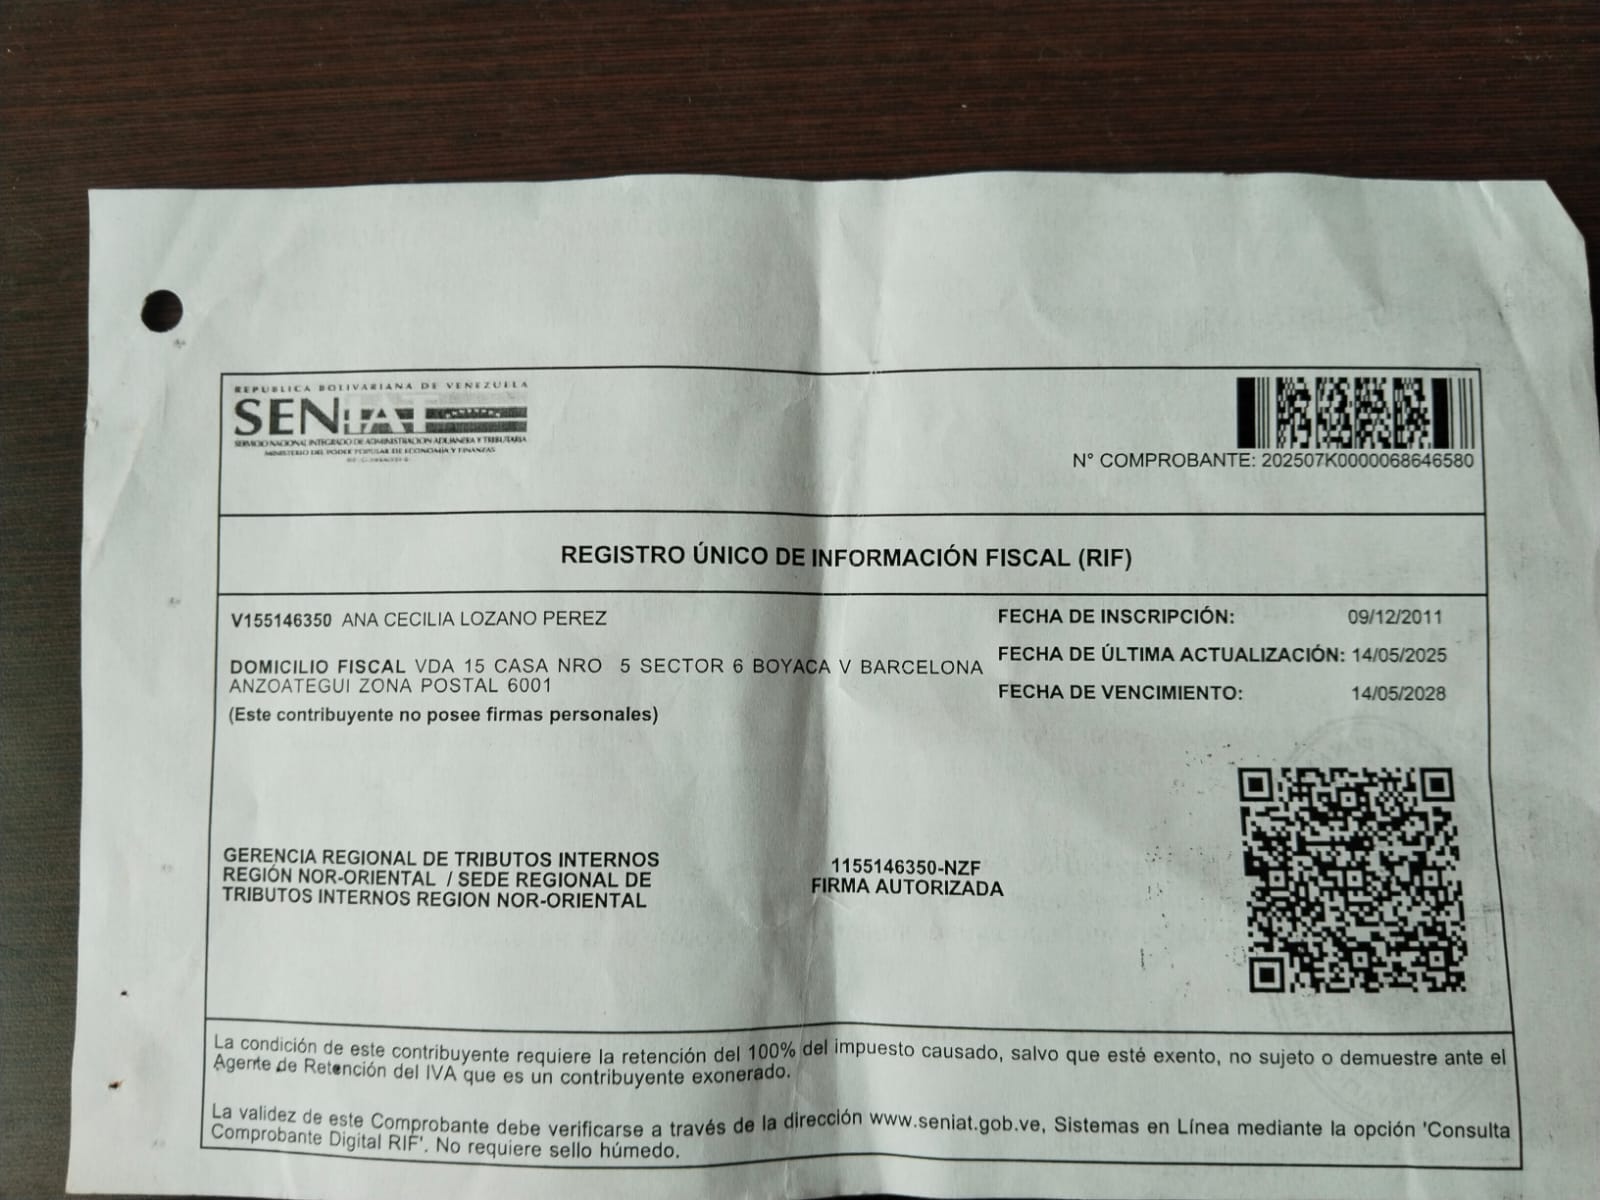 REPUBLICA BOLIVARIANA DE VENEZUELA
SENIAT
SERVICIO NACIONAL INTEGRADO DE ADMINISTRACION ADUANERA Y TRIBUTARIA
MINISTERIO DEL PODER POPULAR DE ECONOMIA Y FINANZAS
N° COMPROBANTE: 202507K0000068646580
REGISTRO ÚNICO DE INFORMACIÓN FISCAL (RIF)
V155146350 ANA CECILIA LOZANO PEREZ
FECHA DE INSCRIPCIÓN: 09/12/2011
DOMICILIO FISCAL VDA 15 CASA NRO 5 SECTOR 6 BOYACA V BARCELONA
ANZOATEGUI ZONA POSTAL 6001
FECHA DE ÚLTIMA ACTUALIZACIÓN: 14/05/2025
FECHA DE VENCIMIENTO: 14/05/2028
(Este contribuyente no posee firmas personales)
GERENCIA REGIONAL DE TRIBUTOS INTERNOS
REGIÓN NOR-ORIENTAL / SEDE REGIONAL DE
TRIBUTOS INTERNOS REGION NOR-ORIENTAL
1155146350-NZF
FIRMA AUTORIZADA
La condición de este contribuyente requiere la retención del 100% del impuesto causado, salvo que esté exento, no sujeto o demuestre ante el
Agente de Retención del IVA que es un contribuyente exonerado.
La validez de este Comprobante debe verificarse a través de la dirección www.seniat.gob.ve, Sistemas en Línea mediante la opción 'Consulta
Comprobante Digital RIF'. No requiere sello húmedo.